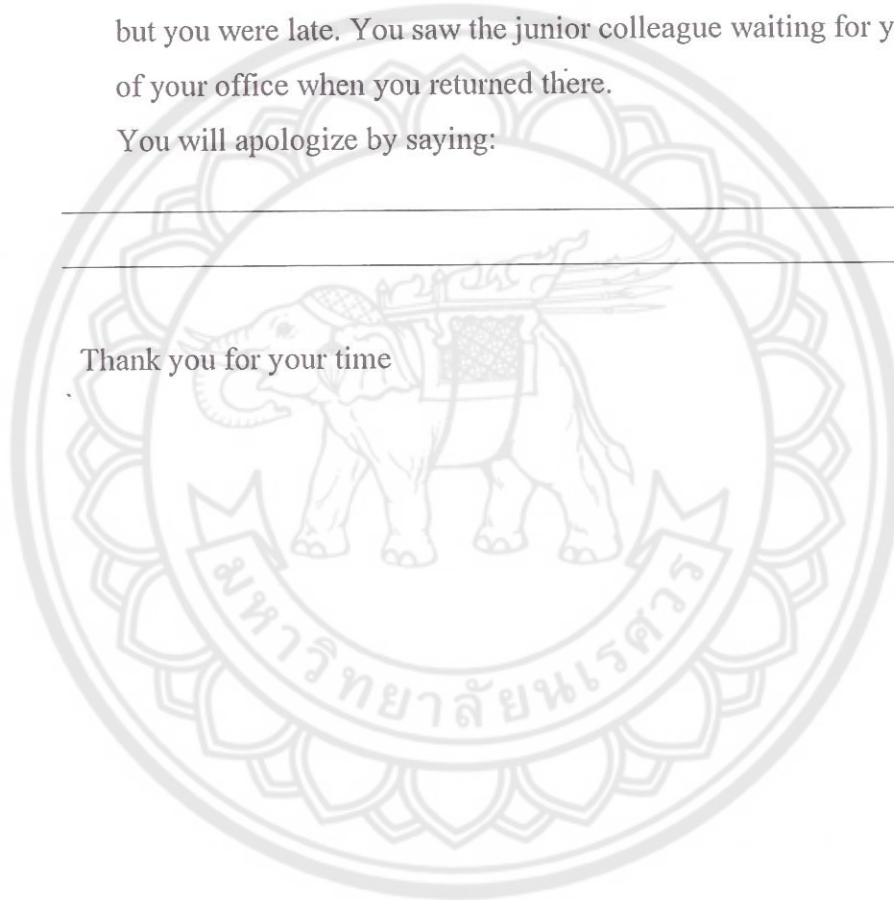 but you were late. You saw the junior colleague waiting for y
of your office when you returned there.
You will apologize by saying:
Thank you for your time
มหาวิทยาลัยนเรศวร